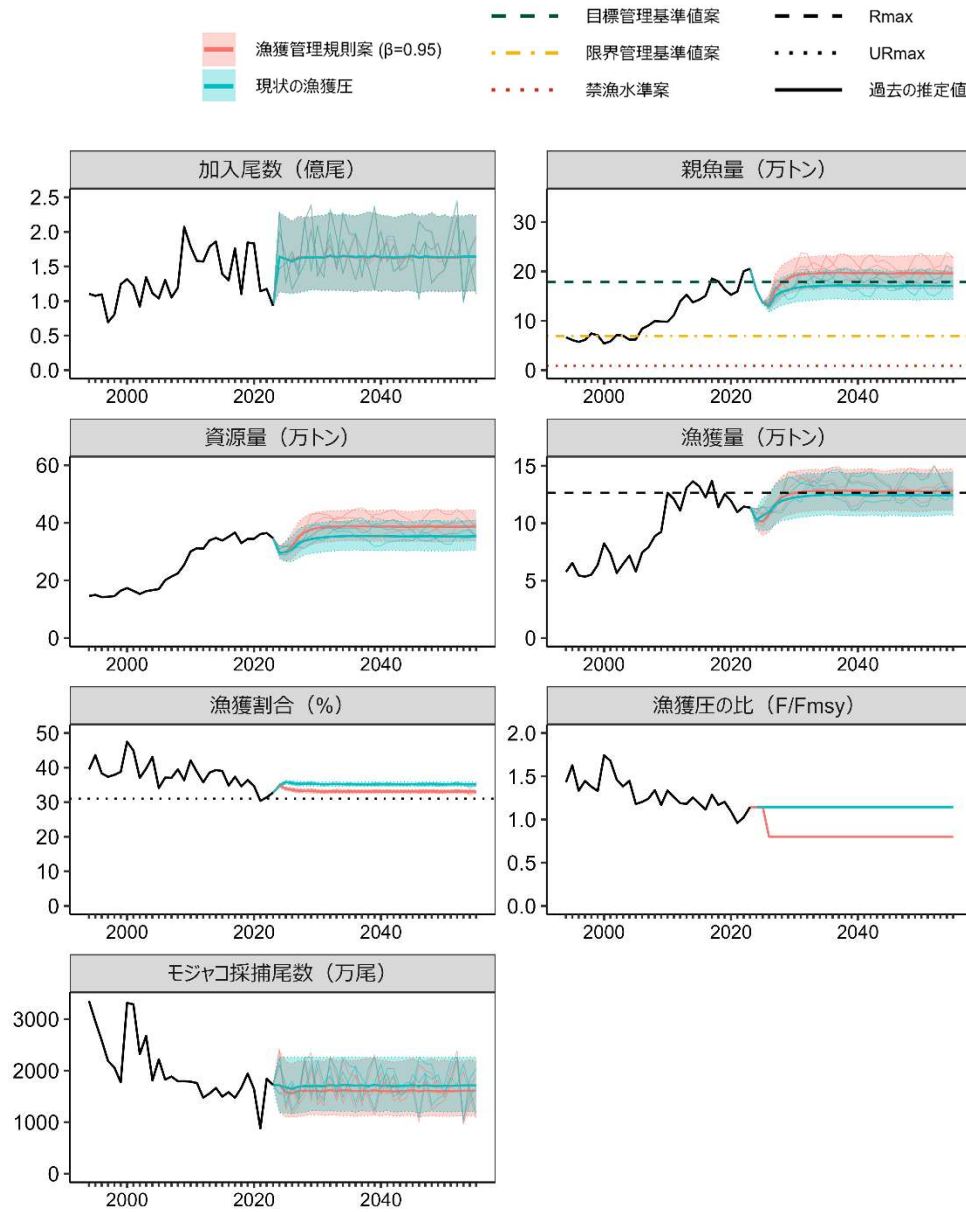 漁獲管理規則案 (β=0.95)
現状の漁獲圧
目標管理基準値案
限界管理基準値案
禁漁水準案
Rmax
URmax
過去の推定値
加入尾数（億尾）
2.5
2.0
1.5
1.0
0.5
0.0
2000 2020 2040
親魚量（万トン）
30
20
10
0
2000 2020 2040
資源量（万トン）
60
40
20
0
2000 2020 2040
漁獲量（万トン）
15
10
5
0
2000 2020 2040
漁獲割合（%）
50
40
30
20
10
0
2000 2020 2040
漁獲圧の比（F/Fmsy）
2.0
1.5
1.0
0.5
0.0
2000 2020 2040
モジャコ採捕尾数（万尾）
3000
2000
1000
0
2000 2020 2040